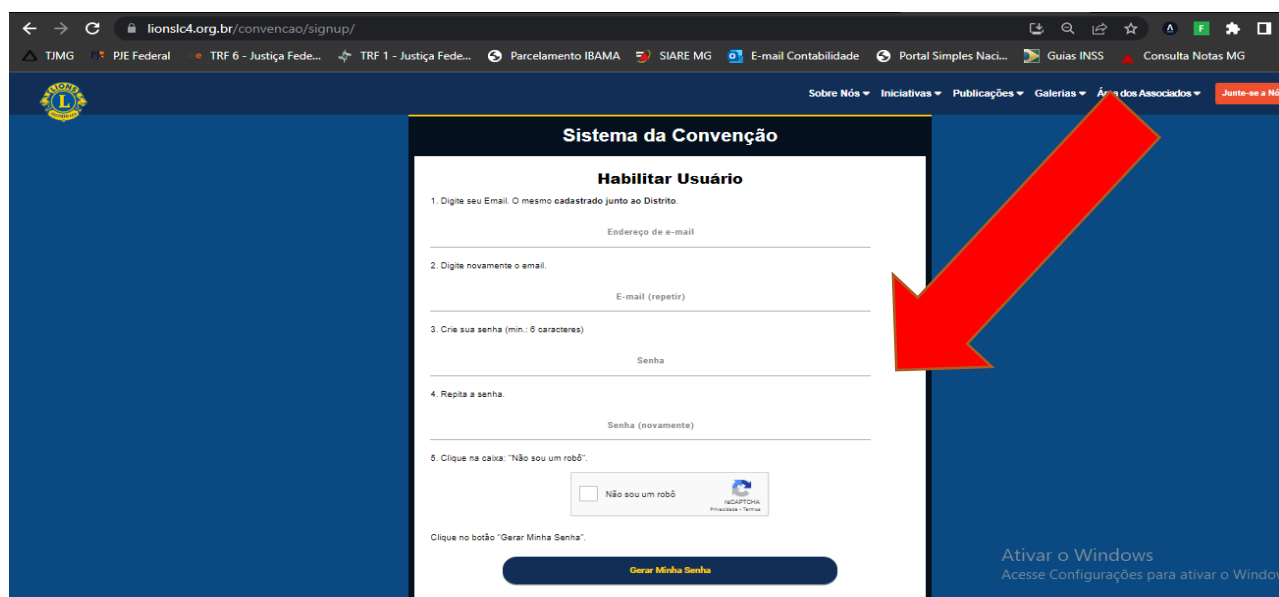 lionslc4.org.br/convencao/signup/
TJMG PJE Federal TRF 6 - Justiça Fede... TRF 1 - Justiça Fede... Parcelamento IBAMA SIARE MG E-mail Contabilidade Portal Simples Naci... Guias INSS Consulta Notas MG
Sobre Nós Iniciativas Publicações Galerias dos Associados Junte-se a Nó
LIONS
L
Sistema da Convenção
Habilitar Usuário
1. Digite seu Email. O mesmo cadastrado junto ao Distrito.
Endereço de e-mail
2. Digite novamente o email.
E-mail (repetir)
3. Crie sua senha (min.: 6 caracteres)
Senha
4. Repita a senha.
Senha (novamente)
5. Clique na caixa: "Não sou um robô".
Não sou um robô
reCAPTCHA
Privacidade - Termos
Clique no botão "Gerar Minha Senha".
Gerar Minha Senha
Ativar o Windows
Acesse Configurações para ativar o Windov